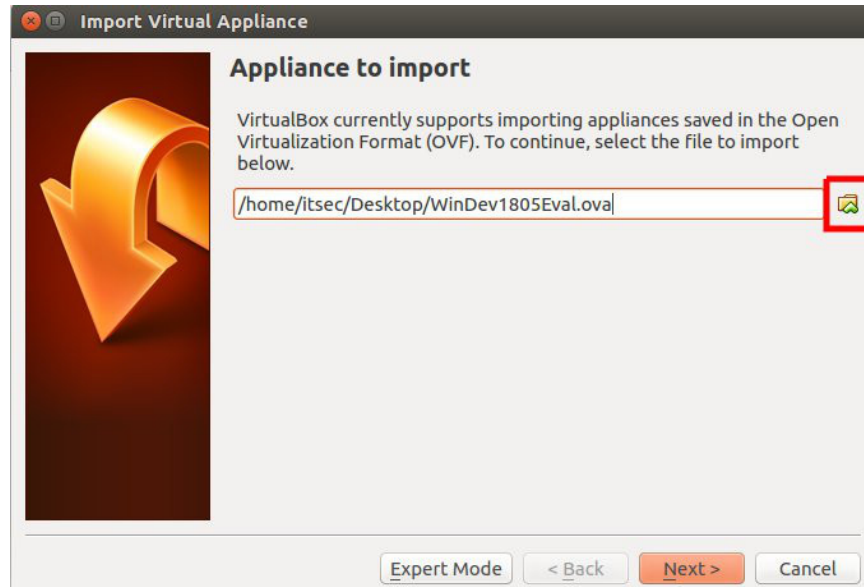 Import Virtual Appliance
Appliance to import
VirtualBox currently supports importing appliances saved in the Open
Virtualization Format (OVF). To continue, select the file to import
below.
/home/itsec/Desktop/WinDev1805Eval.ova
Expert Mode < Back Next > Cancel